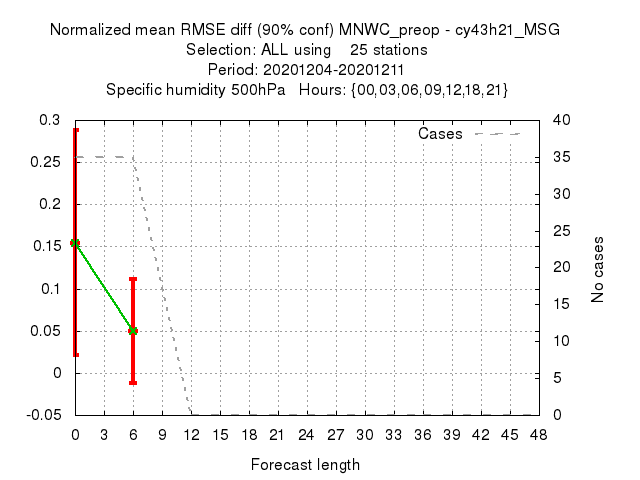 Normalized mean RMSE diff (90% conf) MNWC_preop - cy43h21_MSG
Selection: ALL using    25 stations
Period: 20201204-20201211
Specific humidity 500hPa   Hours: {00,03,06,09,12,18,21}
0.3
0.25
0.2
0.15
0.1
0.05
0
-0.05
Cases
40
35
30
25
20
15
10
5
0
No cases
0 3 6 9 12 15 18 21 24 27 30 33 36 39 42 45 48
Forecast length